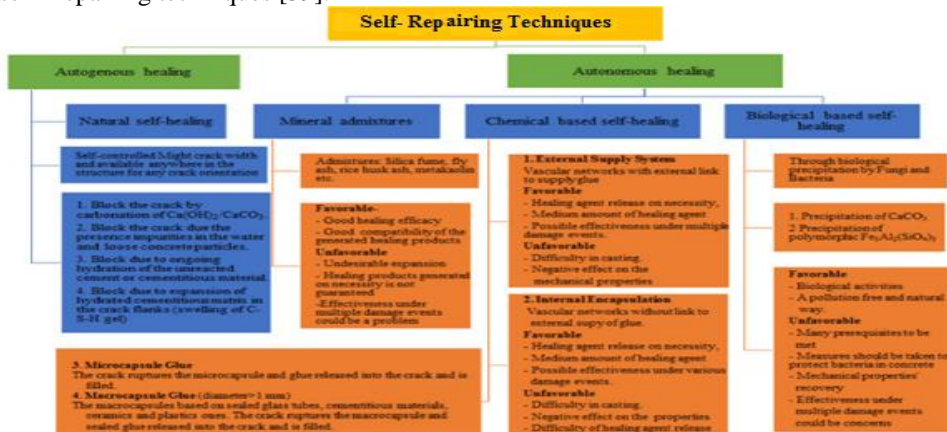 Self- Repairing Techniques
Autogenous healing
Autonomous healing
Natural self-healing
Mineral admixtures
Chemical based self-healing
Biological based self-
healing
Self-controlled Might crack width
and available anywhere in the
structure for any crack orientation
1. Block the crack by
carbonation of Ca(OH)₂/CaCO₃.
2. Block the crack due the
presence impurities in the water
and loose concrete particles.
3. Block due to ongoing
hydration of the unreacted
cement or cementitious material.
4. Block due to expansion of
hydrated cementitious matrix in
the crack flanks (swelling of C-
S-H gel)
Admixtures: Silica fume, fly
ash, rice husk ash, metakaolin
etc.
Favorable-
- Good healing efficacy
- Good compatibility of the
generated healing products
Unfavorable
- Undesirable expansion
- Healing products generated
on necessity is not
guaranteed
-Effectiveness under
multiple damage events
could be a problem
1. External Supply System
Vascular networks with external link
to supply glue
Favorable
- Healing agent release on necessity,
- Medium amount of healing agent
- Possible effectiveness under multiple
damage events.
Unfavorable
- Difficulty in casting.
- Negative effect on the
mechanical properties
2. Internal Encapsulation
Vascular networks without link to
external supy of glue.
Favorable
- Healing agent release on necessity,
- Medium amount of healing agent
- Possible effectiveness under various
damage events.
Unfavorable
- Difficulty in casting.
- Negative effect on the properties
- Difficulty of healing agent release
Through biological
precipitation by Fungi and
Bacteria
1. Precipitation of CaCO₃
2 Precipitation of
polymorphic
Favorable
- Biological activities
- A pollution free and natural
way.
Unfavorable
- Many prerequisites to be
met
- Measures should be taken to
protect bacteria in concrete
- Mechanical properties'
recovery
- Effectiveness under
multiple damage events
could be concerns
3. Microcapsule Glue
The crack ruptures the microcapsule and glue released into the crack and is
filled.
4. Macrocapsule Glue (diameter>1 mm)
The macrocapsules based on sealed glass tubes, cementitious materials,
ceramics and plastics ones. The crack ruptures the macrocapsule and
sealed glue released into the crack and is filled.